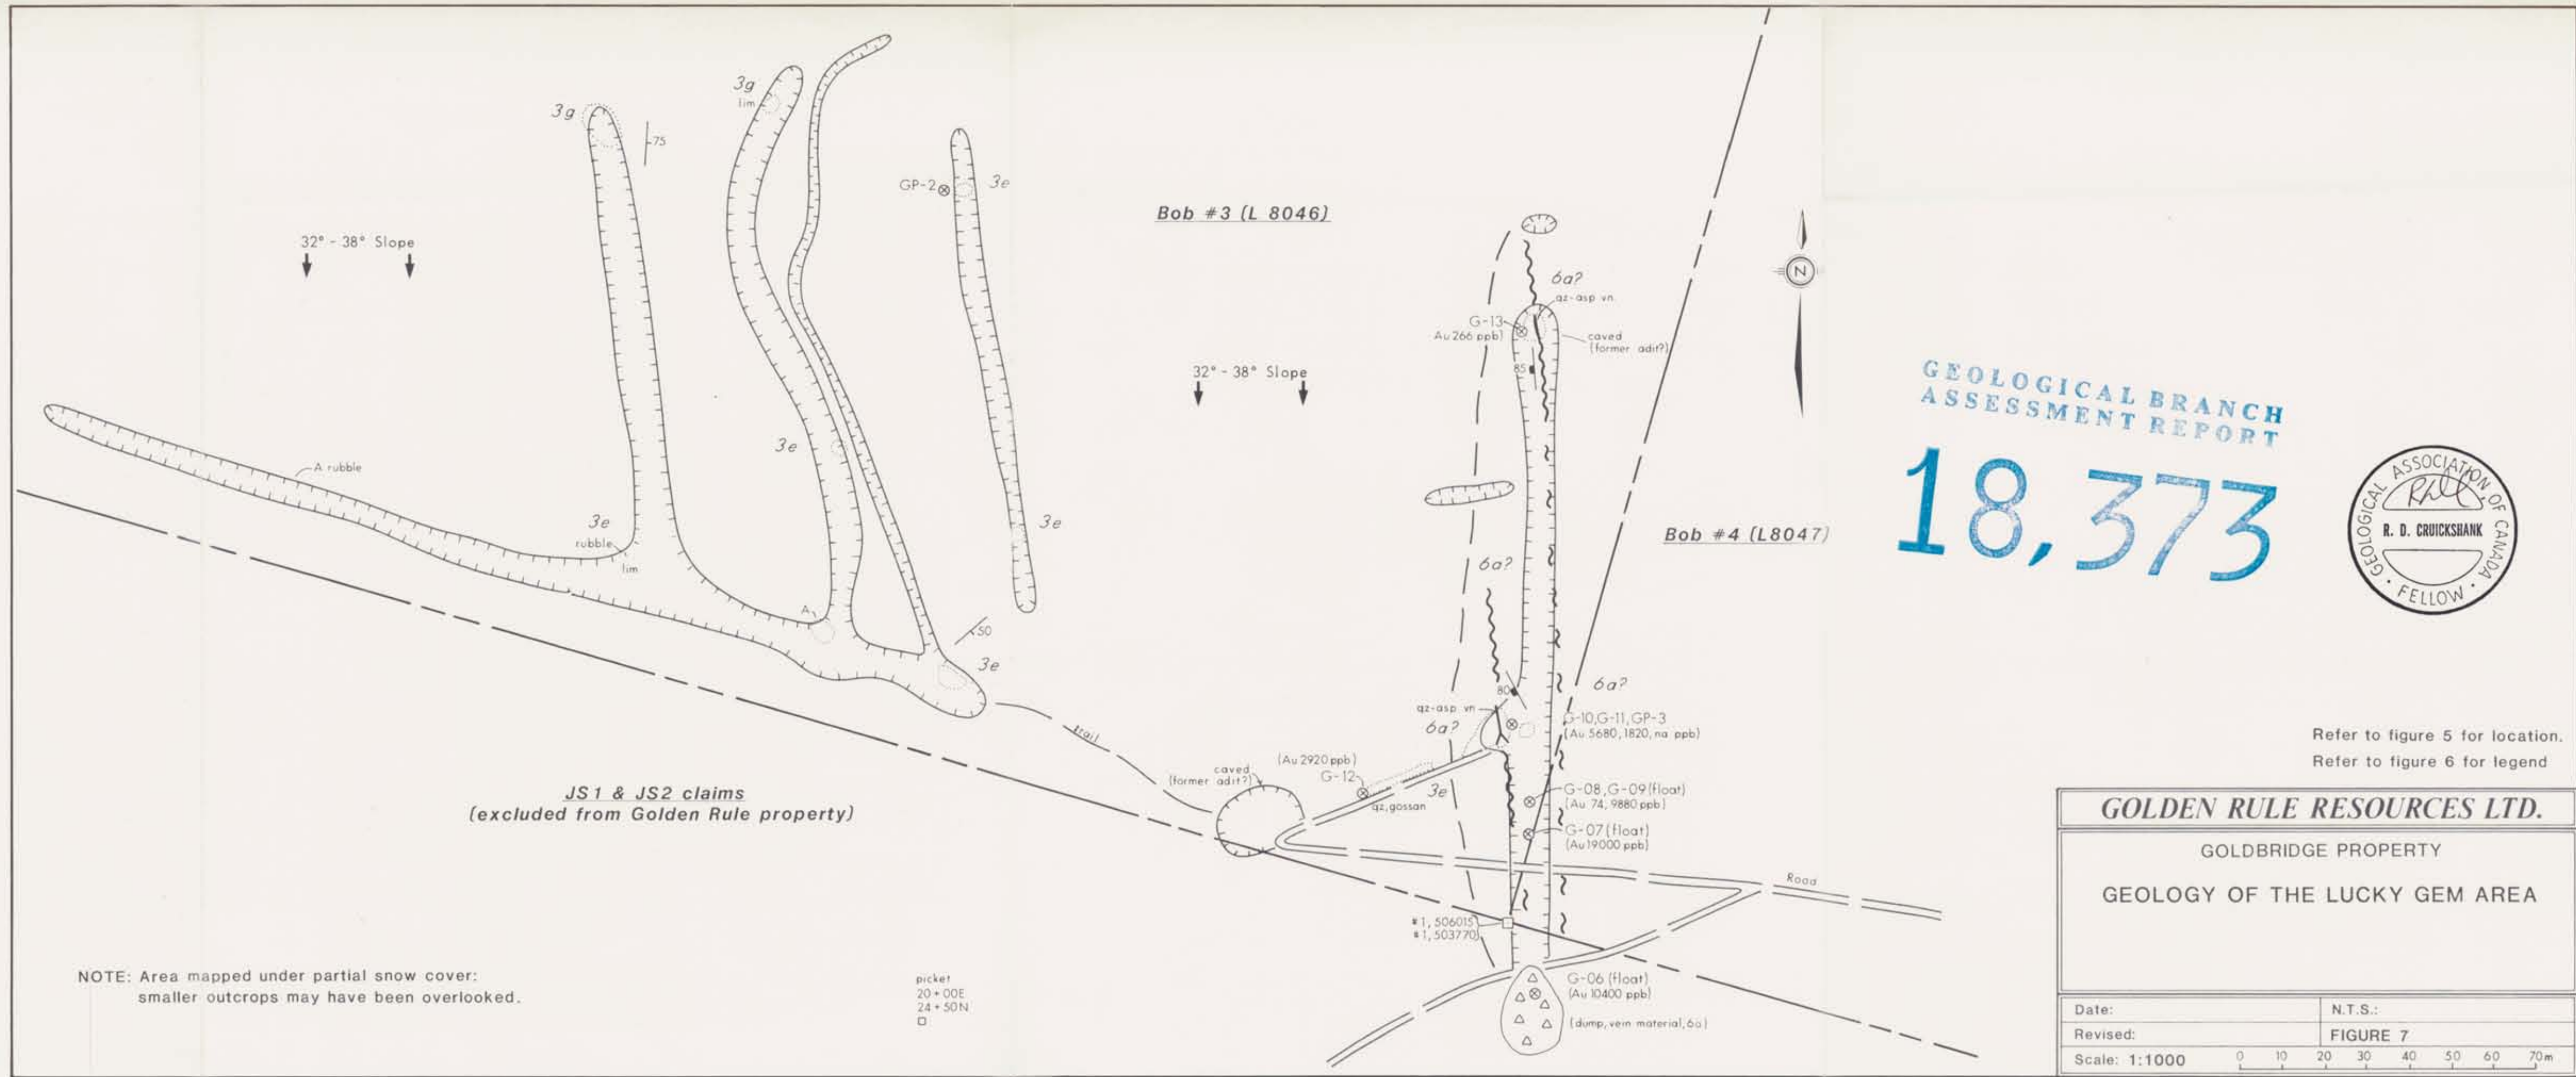 3g
3g
lim
75
GP-2
3e
32° - 38° Slope
Bob #3 (L 8046)
N
6a?
qz-asp vn.
G-13
Au 266 ppb)
caved
(former adit?)
85
32° - 38° Slope
GEOLOGICAL BRANCH
ASSESSMENT REPORT
18,373
GEOLOGICAL ASSOCIATION OF CANADA
R. D. CRUICKSHANK
FELLOW
3e
A rubble
3e
rubble
lim
3e
Bob #4 (L8047)
6a?
A
50
3e
80
6a?
qz-asp vn
6a?
G-10,G-11,GP-3
(Au 5680,1820, na ppb)
trail
(Au 2920 ppb)
G-12
caved
(former adit?)
qz, gossan
3e
G-08,G-09(float)
(Au 74, 9880 ppb)
G-07(float)
(Au 19000 ppb)
JS1 & JS2 claims
(excluded from Golden Rule property)
Road
#1, 506015
#1, 503770
G-06 (float)
(Au 10400 ppb)
(dump, vein material, 6a)
NOTE: Area mapped under partial snow cover:
smaller outcrops may have been overlooked.
picket
20+00E
24+50N
Refer to figure 5 for location.
Refer to figure 6 for legend
GOLDEN RULE RESOURCES LTD.
GOLDBRIDGE PROPERTY
GEOLOGY OF THE LUCKY GEM AREA
Date:
N.T.S.:
Revised:
FIGURE 7
Scale: 1:1000
0 10 20 30 40 50 60 70m